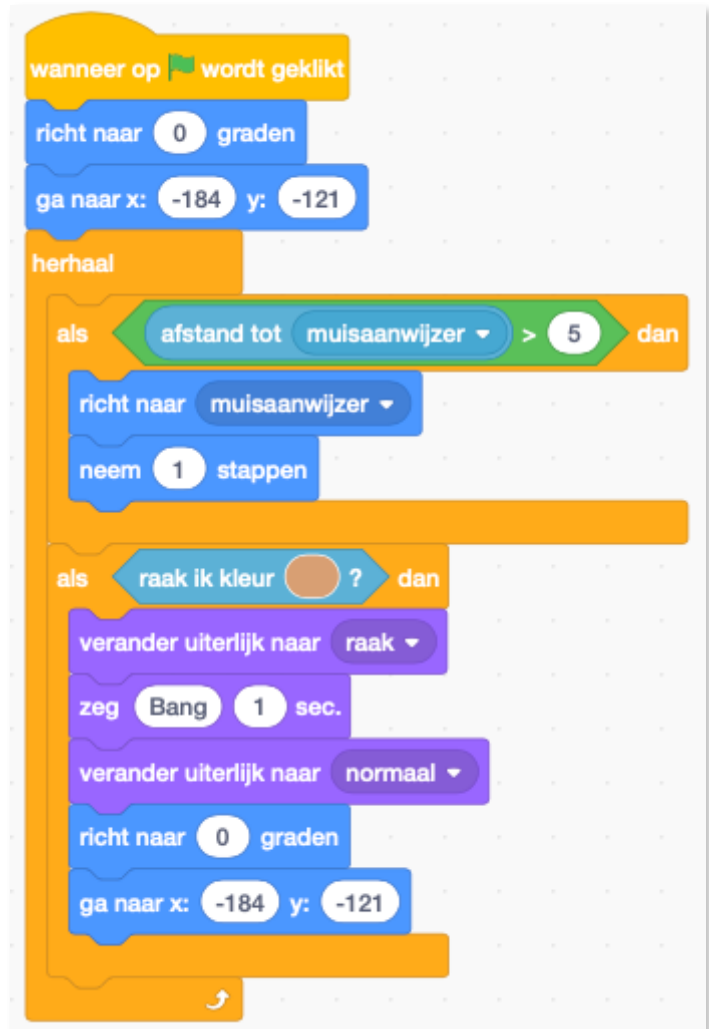 wanneer op wordt geklikt
richt naar 0 graden
ga naar x: -184 y: -121
herhaal
als afstand tot muisaanwijzer > 5 dan
richt naar muisaanwijzer
neem 1 stappen
als raak ik kleur ? dan
verander uiterlijk naar raak
zeg Bang 1 sec.
verander uiterlijk naar normaal
richt naar 0 graden
ga naar x: -184 y: -121